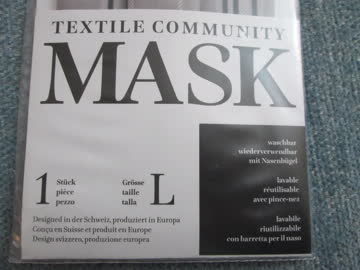 TEXTILE COMMUNITY
MASK
1 Stück
pièce
pezzo
Grösse
taille
talla
L
waschbar
wiederverwendbar
mit Nasenbügel
lavable
réutilisable
avec pince-nez
lavabile
riutilizzabile
con barretta per il naso
Designed in der Schweiz, produziert in Europa
Conçu en Suisse et produit en Europe
Design svizzero, produzione europea